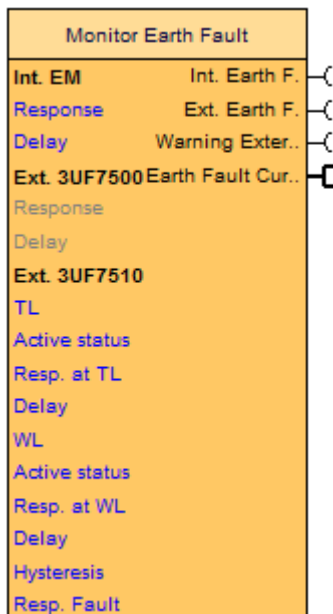 Monitor Earth Fault
Int. EM Int. Earth F.
Response Ext. Earth F.
Delay Warning Exter..
Ext. 3UF7500 Earth Fault Cur..
Response
Delay
Ext. 3UF7510
TL
Active status
Resp. at TL
Delay
WL
Active status
Resp. at WL
Delay
Hysteresis
Resp. Fault